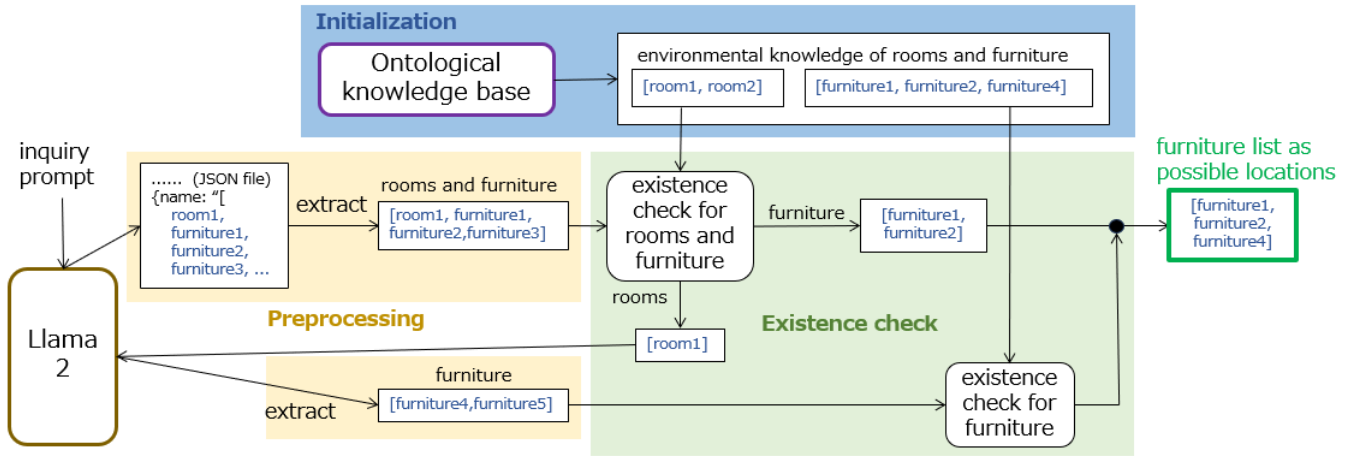 Initialization
Ontological
knowledge base
environmental knowledge of rooms and furniture
[room1, room2]
[furniture1, furniture2, furniture4]
inquiry
prompt
...... (JSON file)
{name: “[
room1,
furniture1,
furniture2,
furniture3, ...
extract
rooms and furniture
[room1, furniture1,
furniture2,furniture3]
existence
check for
rooms and
furniture
furniture
[furniture1,
furniture2]
furniture list as
possible locations
[furniture1,
furniture2,
furniture4]
rooms
[room1]
Preprocessing
Existence check
Llama
2
extract
furniture
[furniture4,furniture5]
existence
check for
furniture